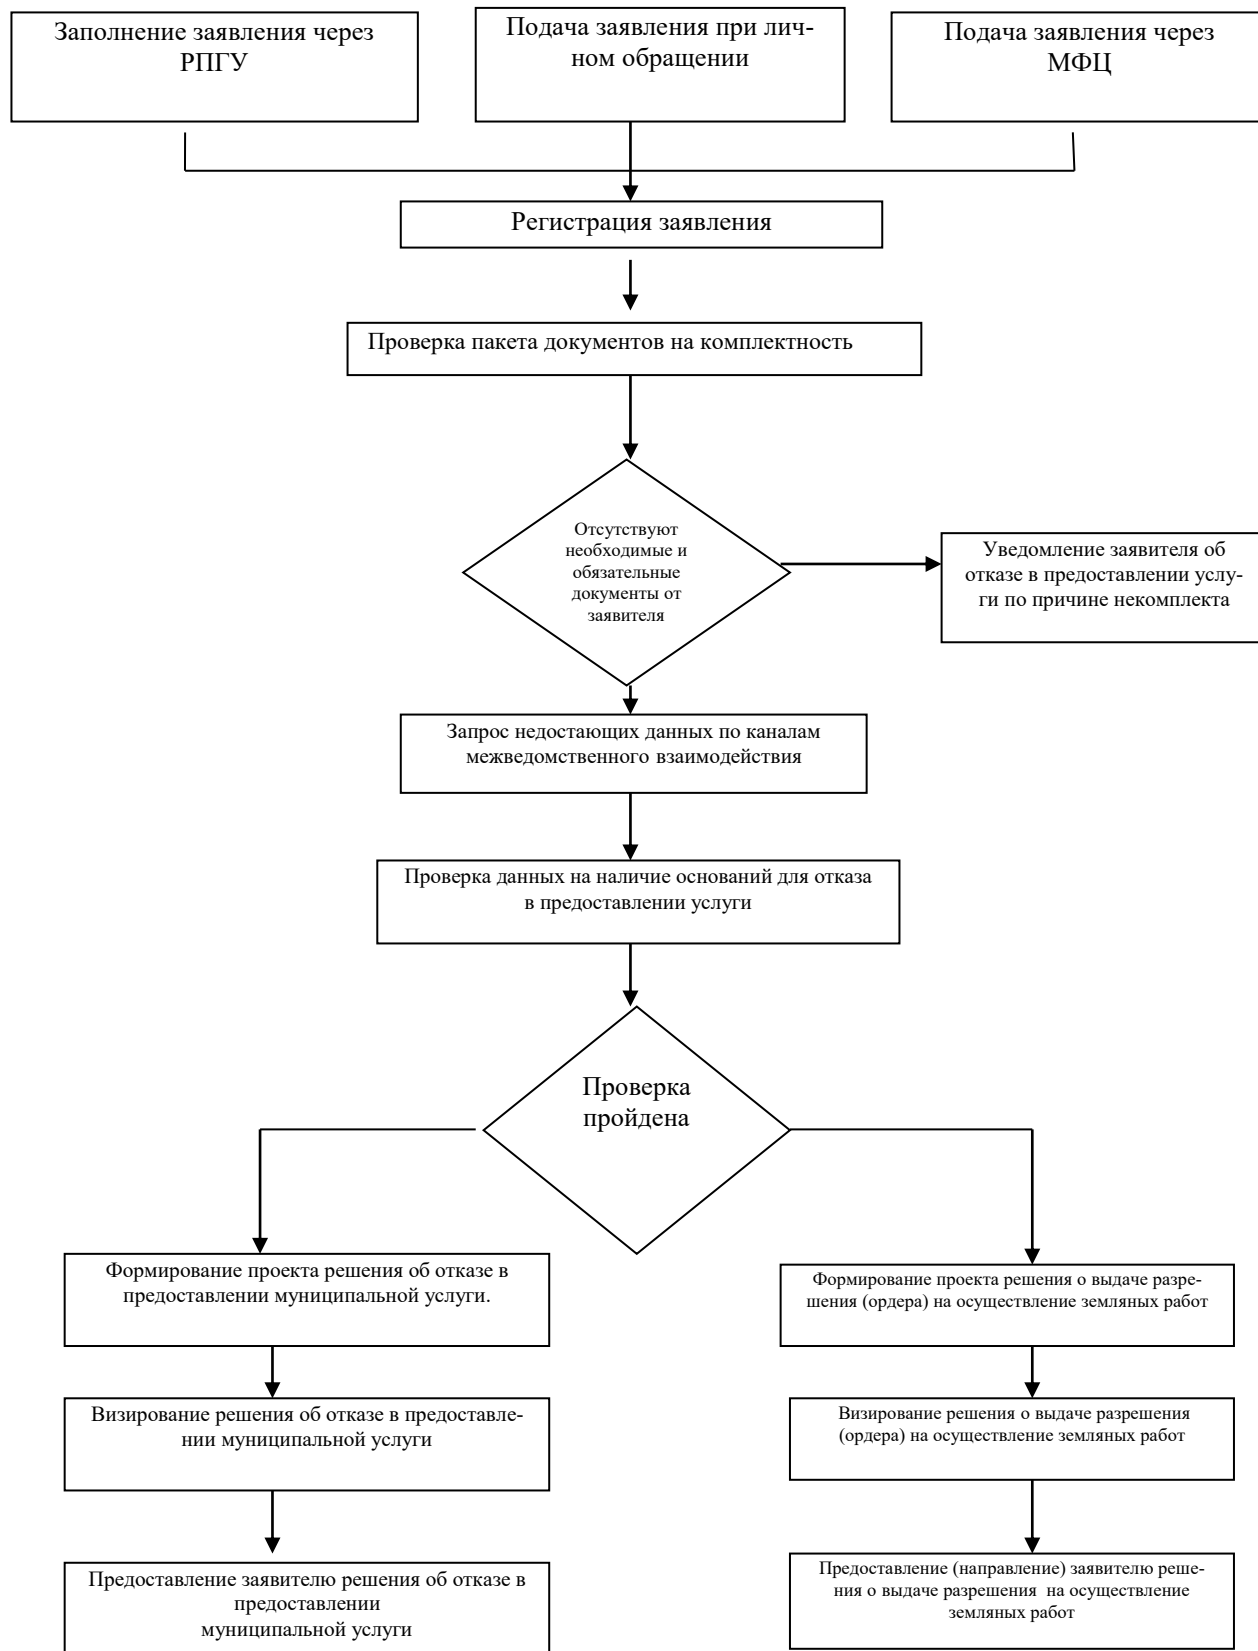 Заполнение заявления через
РПГУ
Подача заявления при лич-
ном обращении
Подача заявления через
МФЦ
Регистрация заявления
Проверка пакета документов на комплектность
Отсутствуют
необходимые и
обязательные
документы от
заявителя
Уведомление заявителя об
отказе в предоставлении услу-
ги по причине некомплекта
Запрос недостающих данных по каналам
межведомственного взаимодействия
Проверка данных на наличие оснований для отказа
в предоставлении услуги
Проверка
пройдена
Формирование проекта решения об отказе в
предоставлении муниципальной услуги.
Формирование проекта решения о выдаче разре-
шения (ордера) на осуществление земляных работ
Визирование решения об отказе в предоставле-
нии муниципальной услуги
Визирование решения о выдаче разрешения
(ордера) на осуществление земляных работ
Предоставление заявителю решения об отказе в
предоставлении
муниципальной услуги
Предоставление (направление) заявителю реше-
ния о выдаче разрешения на осуществление
земляных работ